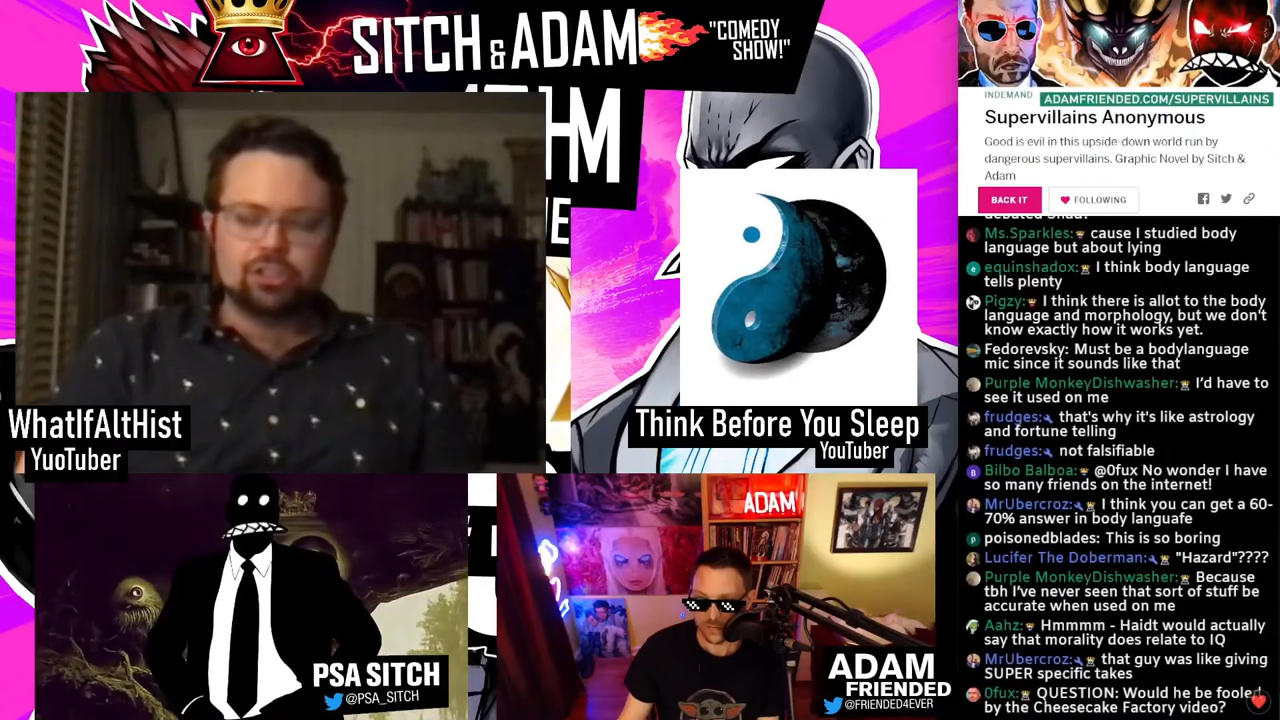 SITCH & ADAM
"COMEDY
SHOW!"
HM
WhatIfAltHist
YuoTuber
Think Before You Sleep
YouTuber
PSA SITCH
@PSA_SITCH
ADAM
ADAM
FRIENDED
@FRIENDED4EVER
INDEMAND
ADAMFRIENDED.COM/SUPERVILLAINS
Supervillains Anonymous
Good is evil in this upside-down world run by
dangerous supervillains. Graphic Novel by Sitch &
Adam
BACK IT
FOLLOWING
Ms.Sparkles: cause I studied body
language but about lying
equinshadox: I think body language
tells plenty
Pigzy: I think there is allot to the body
language and morphology, but we don't
know exactly how it works yet.
Fedorevsky: Must be a bodylanguage
mic since it sounds like that
Purple MonkeyDishwasher: I'd have to
see it used on me
frudges: that's why it's like astrology
and fortune telling
frudges: not falsifiable
Bilbo Balboa: @0fux No wonder I have
so many friends on the internet!
MrUbercroz: I think you can get a 60-
70% answer in body languafe
poisonedblades: This is so boring
Lucifer The Doberman: "Hazard"????
Purple MonkeyDishwasher: Because
tbh I've never seen that sort of stuff be
accurate when used on me
Aahz: Hmmmm - Haidt would actually
say that morality does relate to IQ
MrUbercroz: that guy was like giving
SUPER specific takes
0fux: QUESTION: Would he be fooled
by the Cheesecake Factory video?